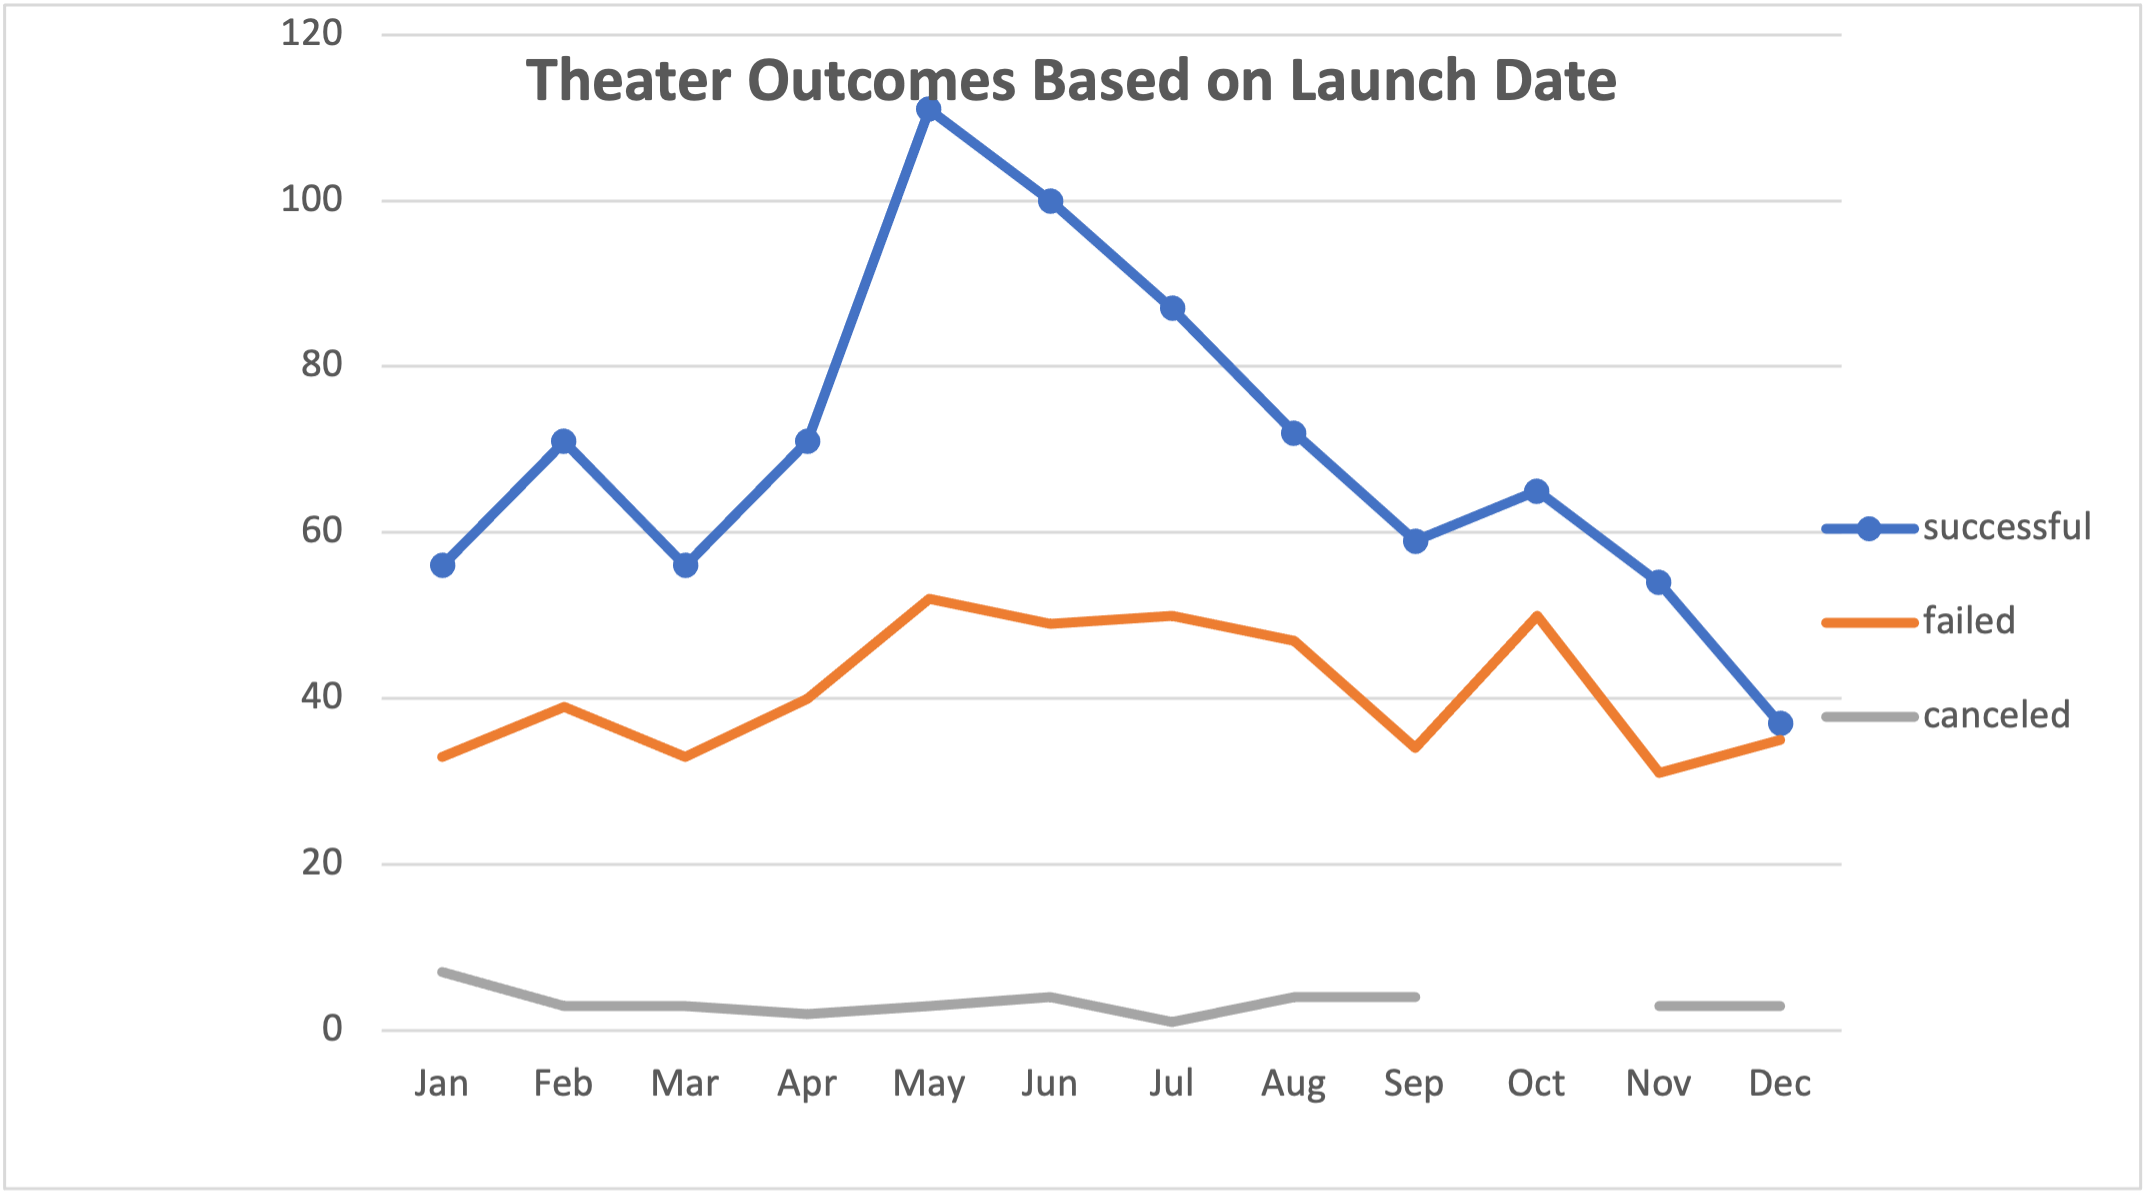 Theater Outcomes Based on Launch Date
120
100
80
60
40
20
0
Jan Feb Mar Apr May Jun Jul Aug Sep Oct Nov Dec
successful
failed
canceled